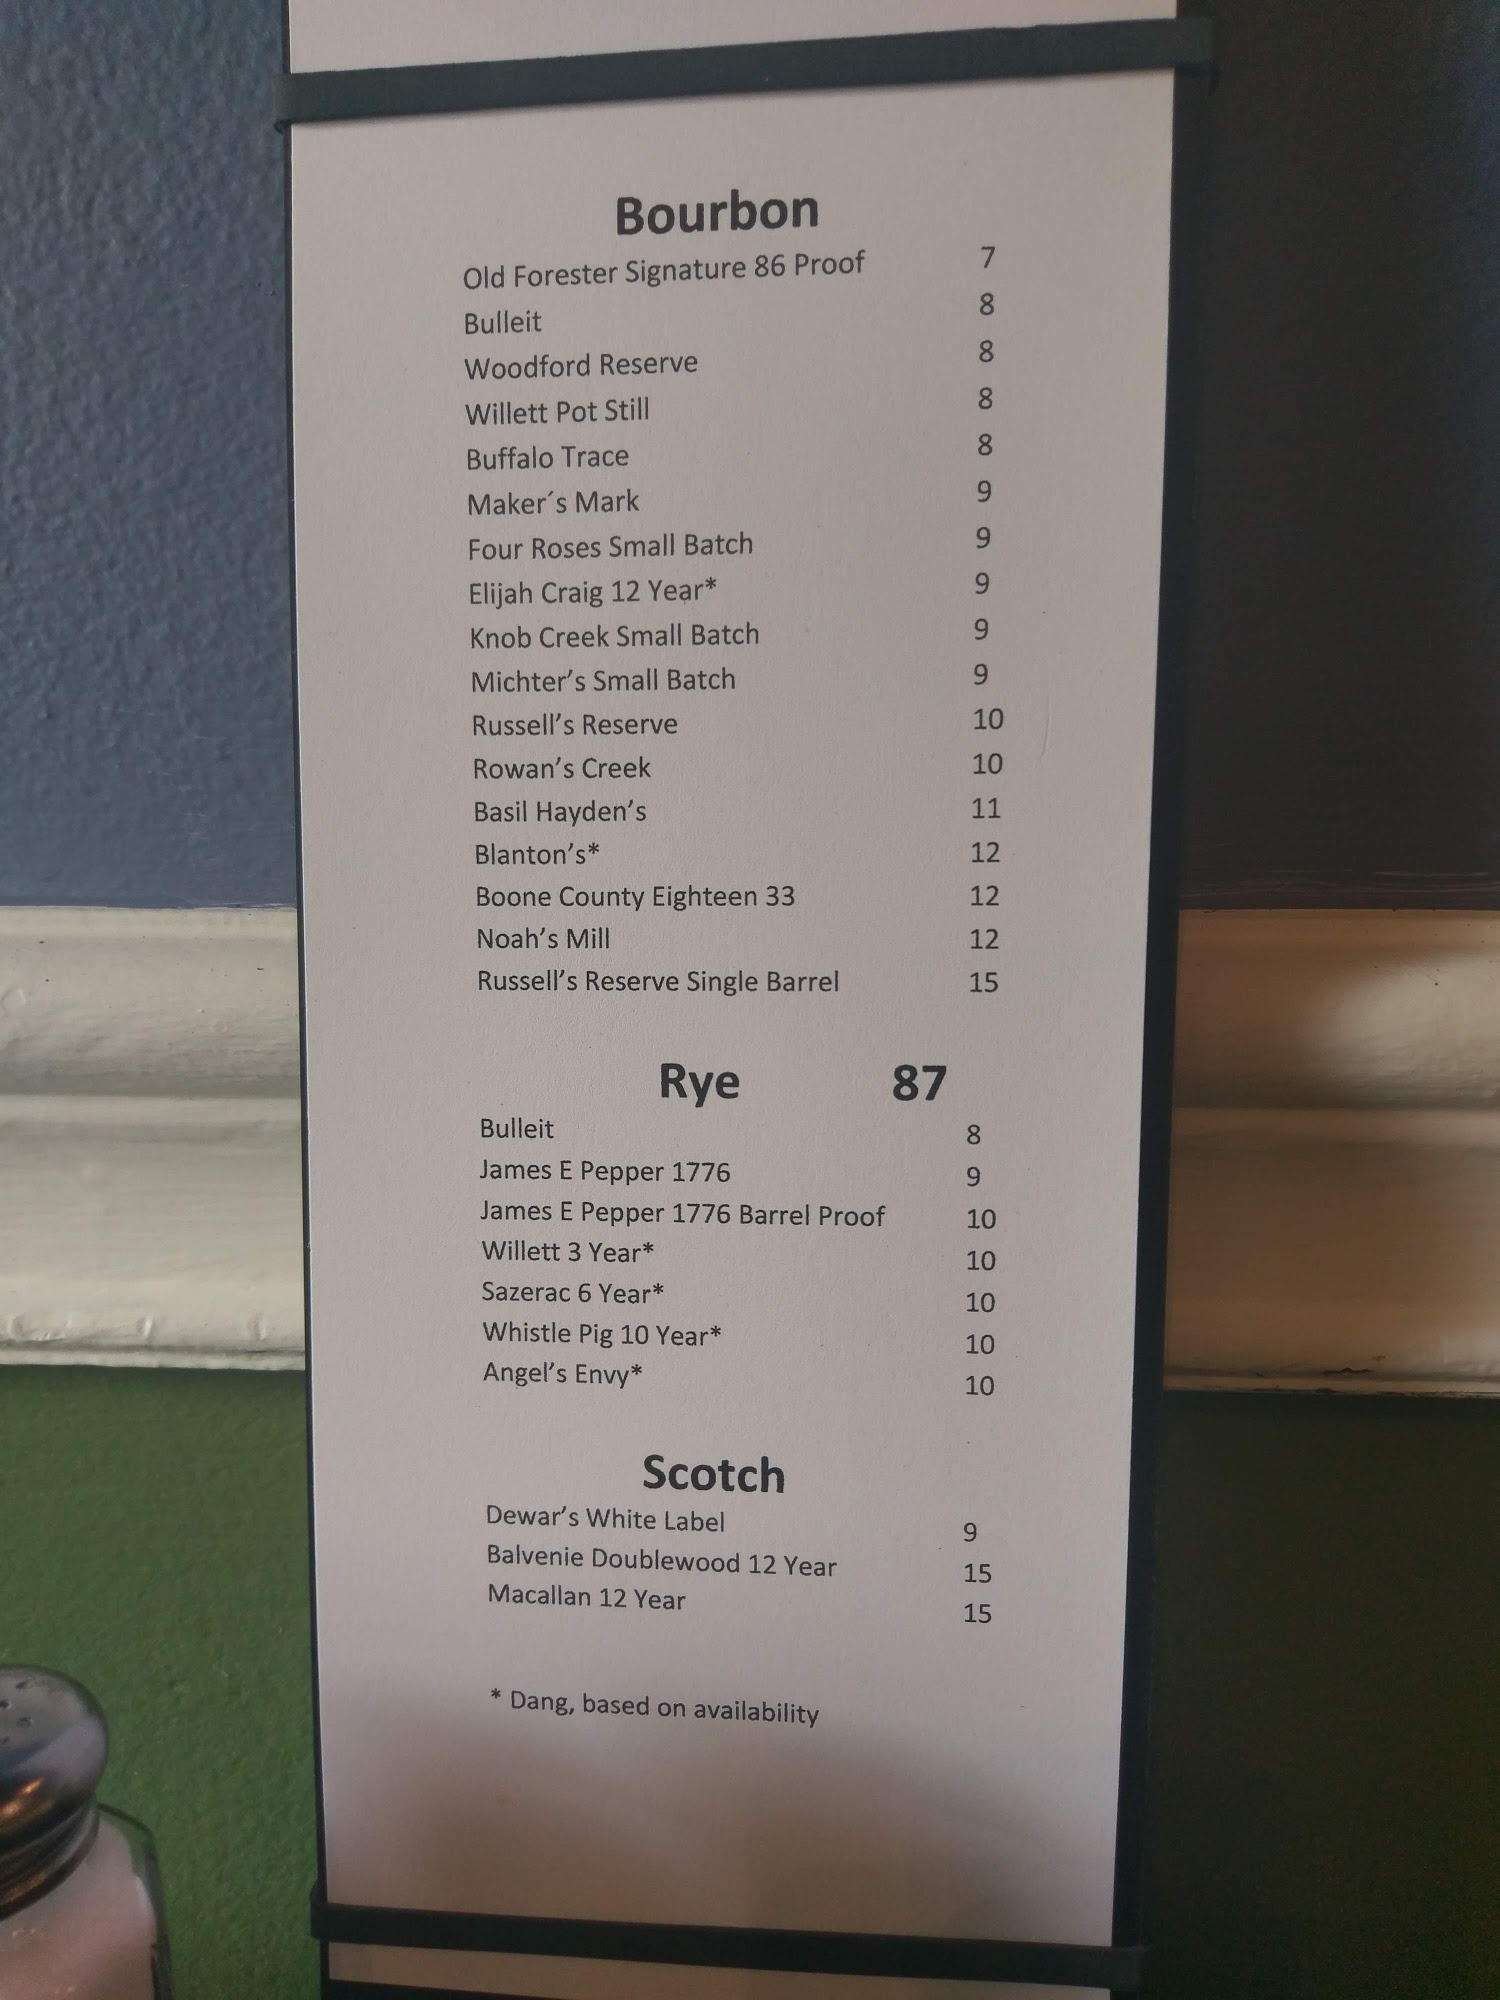 Bourbon
Old Forester Signature 86 Proof 7
Bulleit 8
Woodford Reserve 8
Willett Pot Still 8
Buffalo Trace 8
Maker´s Mark 9
Four Roses Small Batch 9
Elijah Craig 12 Year* 9
Knob Creek Small Batch 9
Michter’s Small Batch 9
Russell’s Reserve 10
Rowan’s Creek 10
Basil Hayden’s 11
Blanton’s* 12
Boone County Eighteen 33 12
Noah’s Mill 12
Russell’s Reserve Single Barrel 15
Rye 87
Bulleit 8
James E Pepper 1776 9
James E Pepper 1776 Barrel Proof 10
Willett 3 Year* 10
Sazerac 6 Year* 10
Whistle Pig 10 Year* 10
Angel’s Envy* 10
Scotch
Dewar’s White Label 9
Balvenie Doublewood 12 Year 15
Macallan 12 Year 15
* Dang, based on availability